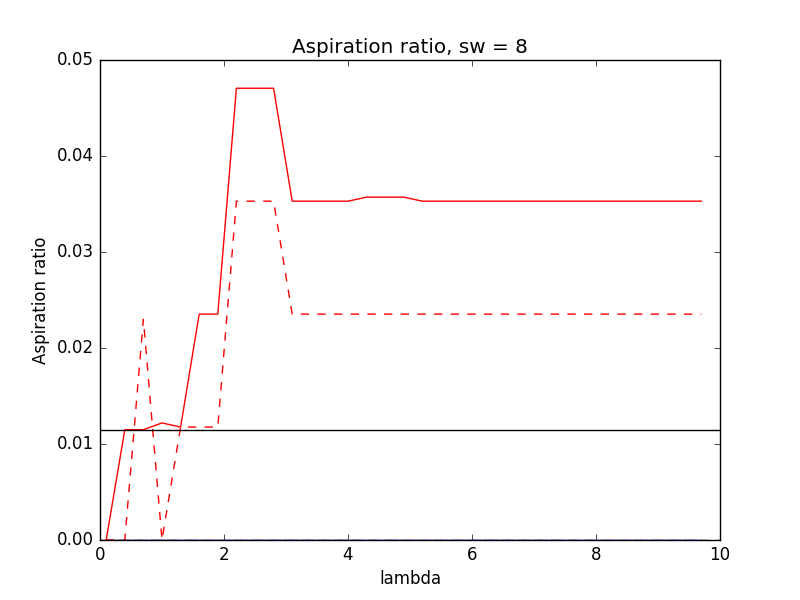 Aspiration ratio, sw = 8
0.05
0.04
0.03
0.02
0.01
0.00
Aspiration ratio
0 2 4 6 8 10
lambda